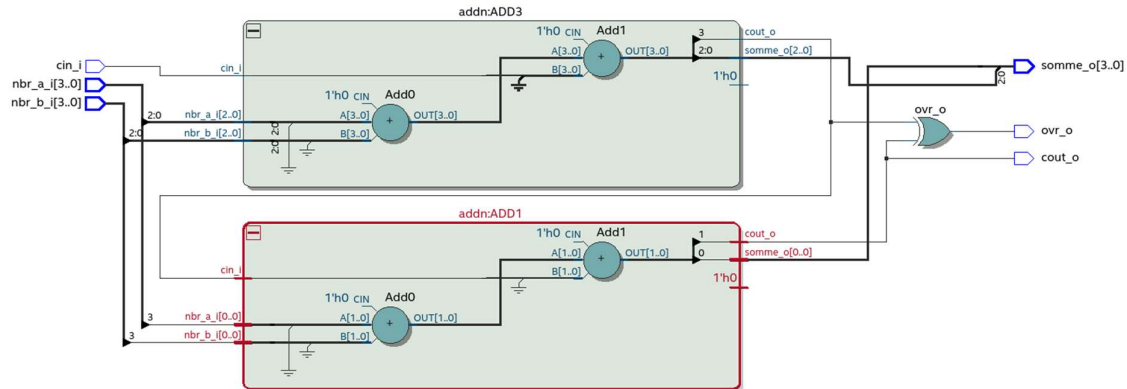 addn:ADD3
1'h0 CIN Add1
A[3..0] OUT[3..0]
B[3..0]
3 cout_o
2:0 somme_o[2..0]
1'h0
cin_i
cin_i
nbr_a_i[3..0]
nbr_b_i[3..0]
somme_o[3..0]
2:0
1'h0 CIN Add0
2:0 nbr_a_i[2..0] A[3..0] OUT[3..0]
2:0 nbr_b_i[2..0] B[3..0]
2:0 2:0
ovr_o
ovr_o
cout_o
addn:ADD1
1'h0 CIN Add1
A[1..0] OUT[1..0]
B[1..0]
1 cout_o
0 somme_o[0..0]
1'h0
cin_i
1'h0 CIN Add0
3 nbr_a_i[0..0] A[1..0] OUT[1..0]
3 nbr_b_i[0..0] B[1..0]